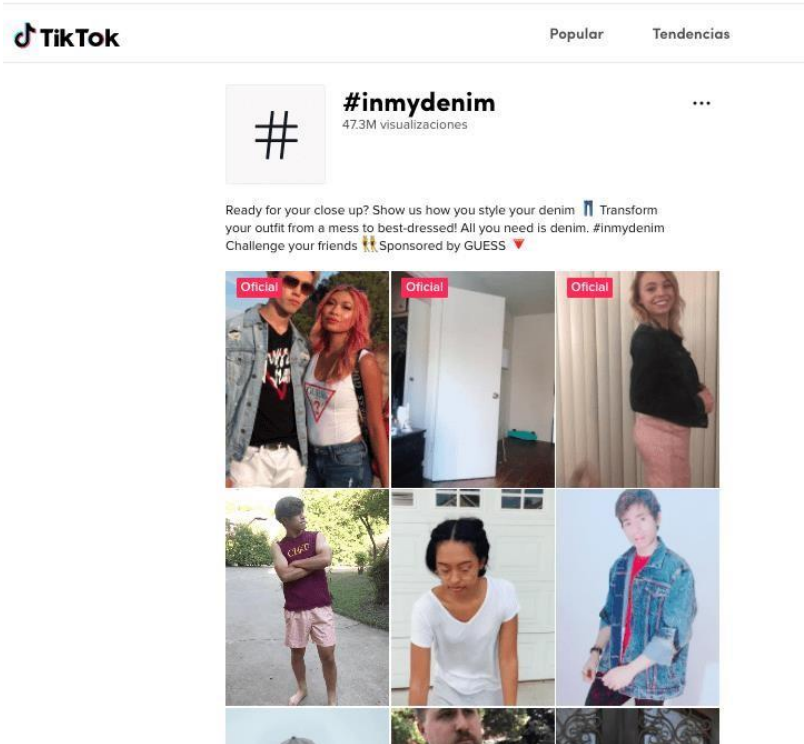 TikTok
Popular
Tendencias
#inmydenim
...
47.3M visualizaciones
#
Ready for your close up? Show us how you style your denim 👖 Transform
your outfit from a mess to best-dressed! All you need is denim. #inmydenim
Challenge your friends 👯Sponsored by GUESS 🔻
Oficial
Oficial
Oficial